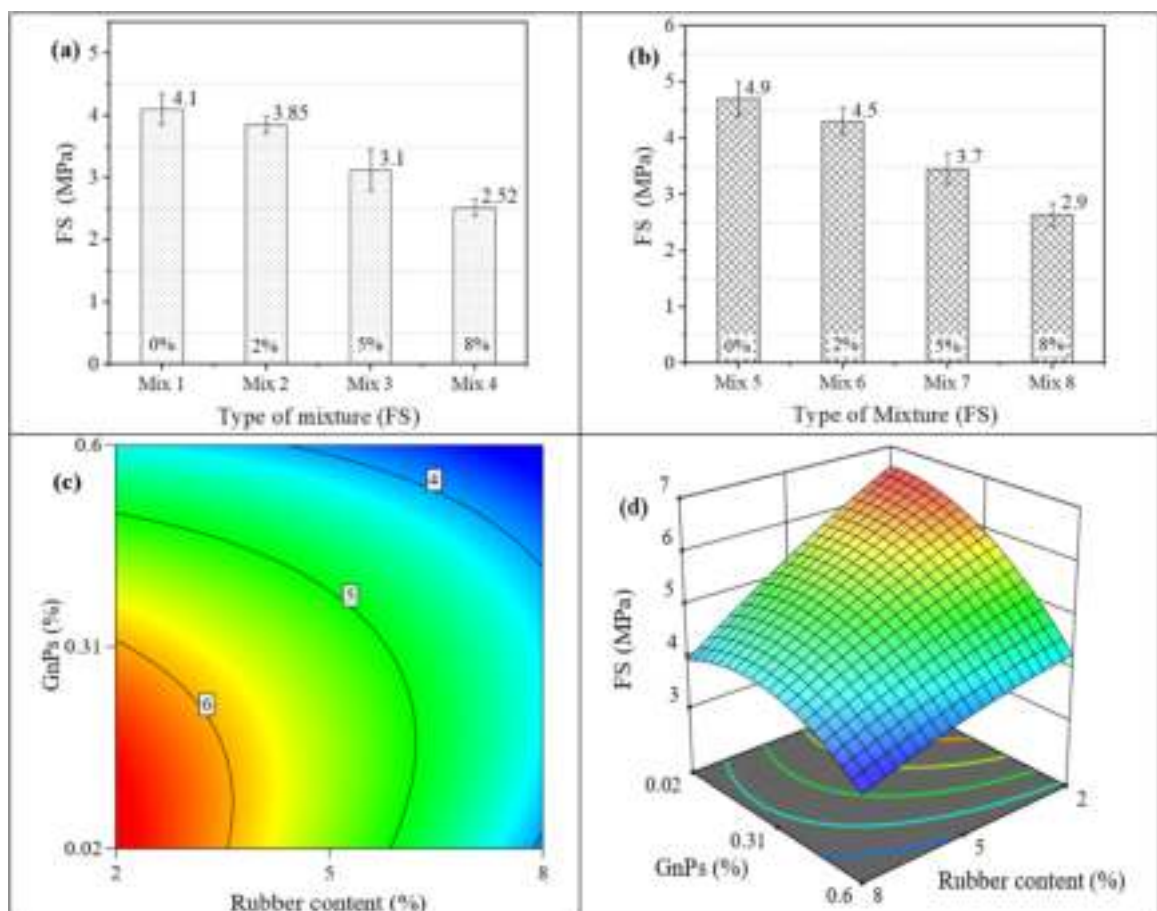 (a)
5
4
3
2
1
0
FS (MPa)
4.1
3.85
3.1
2.52
0%
2%
5%
8%
Mix 1
Mix 2
Mix 3
Mix 4
Type of mixture (FS)
(b)
6
5
4
3
2
1
0
FS (MPa)
4.9
4.5
3.7
2.9
0%
2%
5%
8%
Mix 5
Mix 6
Mix 7
Mix 8
Type of Mixture (FS)
(c)
0.6
0.31
0.02
GnPs (%)
4
5
6
2
5
8
Rubber content (%)
(d)
7
6
5
4
3
FS (MPa)
0.02
0.31
0.6
GnPs (%)
8
5
2
Rubber content (%)